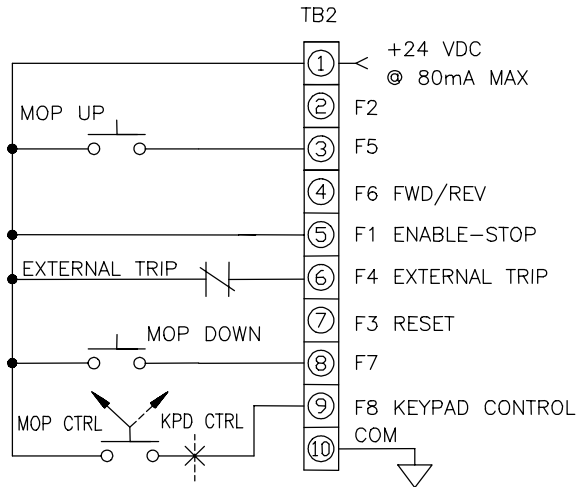 TB2
1 +24 VDC
@ 80mA MAX
2 F2
MOP UP
3 F5
4 F6 FWD/REV
5 F1 ENABLE-STOP
EXTERNAL TRIP 6 F4 EXTERNAL TRIP
7 F3 RESET
MOP DOWN
8 F7
9 F8 KEYPAD CONTROL
MOP CTRL KPD CTRL
10 COM